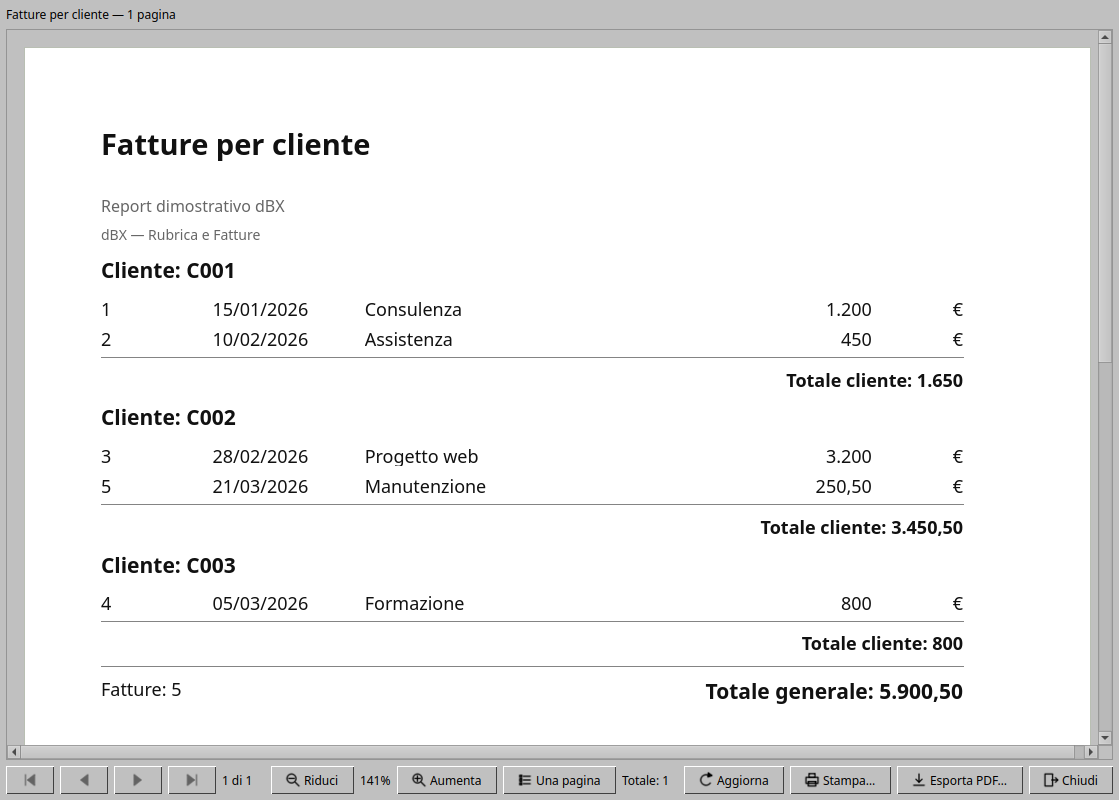 Fatture per cliente — 1 pagina
Fatture per cliente
Report dimostrativo dBX
dBX — Rubrica e Fatture
Cliente: C001
1 15/01/2026 Consulenza 1.200 €
2 10/02/2026 Assistenza 450 €
Totale cliente: 1.650
Cliente: C002
3 28/02/2026 Progetto web 3.200 €
5 21/03/2026 Manutenzione 250,50 €
Totale cliente: 3.450,50
Cliente: C003
4 05/03/2026 Formazione 800 €
Totale cliente: 800
Fatture: 5 Totale generale: 5.900,50
1 di 1 Riduci 141% Aumenta Una pagina Totale: 1 Aggiorna Stampa... Esporta PDF... Chiudi